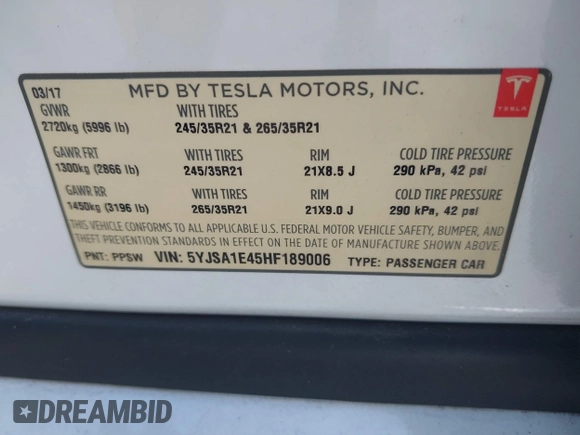 03/17 MFD BY TESLA MOTORS, INC.
TESLA
GVWR WITH TIRES
2720kg (5996 lb) 245/35R21 & 265/35R21
GAWR FRT WITH TIRES RIM COLD TIRE PRESSURE
1300kg (2866 lb) 245/35R21 21X8.5 J 290 kPa, 42 psi
GAWR RR WITH TIRES RIM COLD TIRE PRESSURE
1450kg (3196 lb) 265/35R21 21X9.0 J 290 kPa, 42 psi
THIS VEHICLE CONFORMS TO ALL APPLICABLE U.S. FEDERAL MOTOR VEHICLE SAFETY, BUMPER, AND
THEFT PREVENTION STANDARDS IN EFFECT ON THE DATE OF MANUFACTURE SHOWN ABOVE.
PNT: PPSW VIN: 5YJSA1E45HF189006 TYPE: PASSENGER CAR
DREAMBID